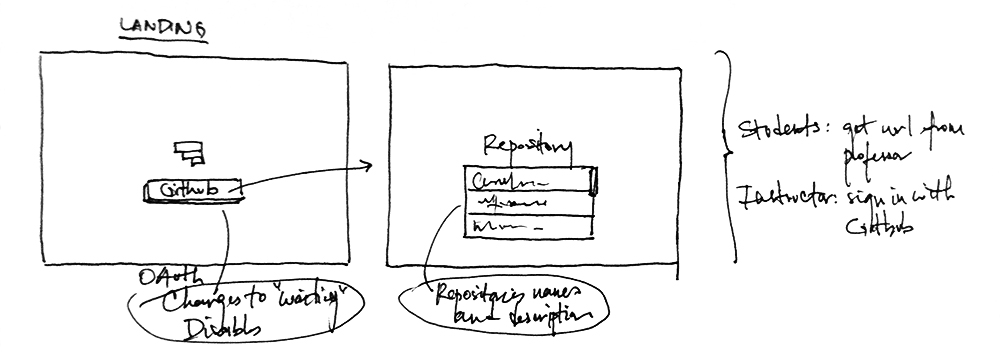 LANDING
Github
OAuth
Changes to "waiting"
Disables
Repository
Repository names
and description
Students: get url from
professor
Instructor: sign in with
Github